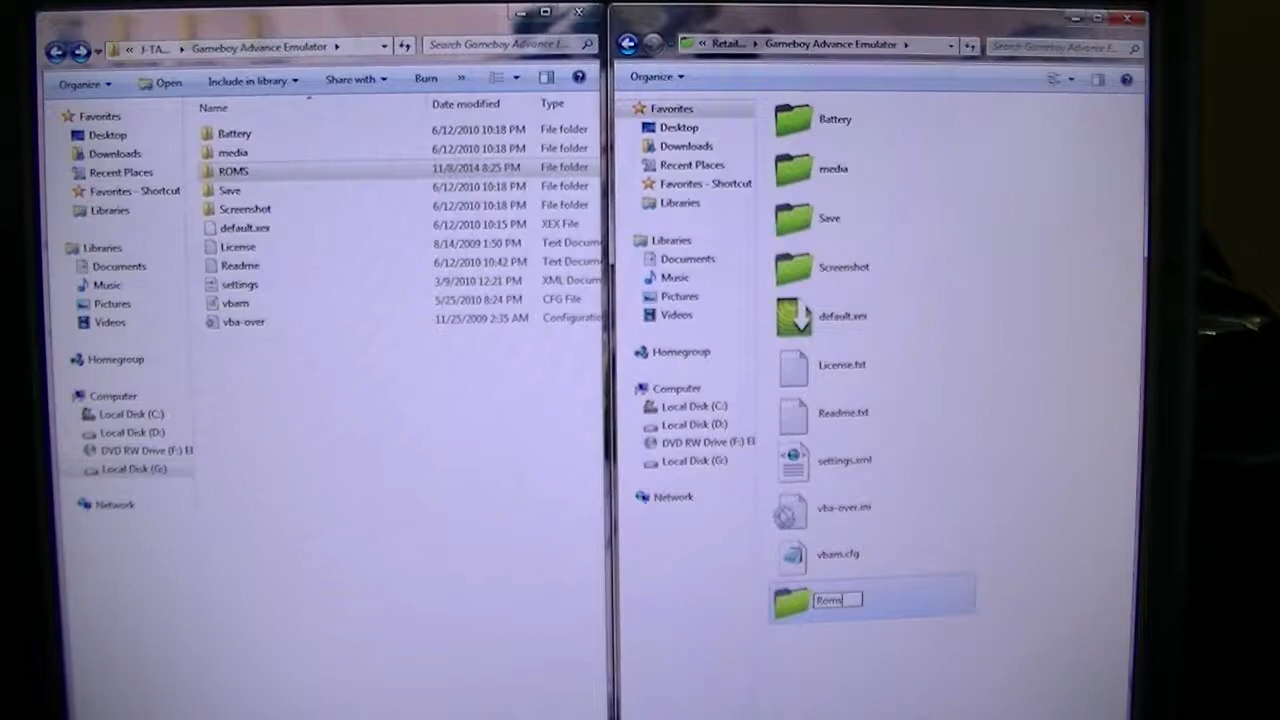 « J-TA... ▸ Gameboy Advance Emulator ▸
Search Gameboy Advance E...
Organize
Open
Include in library
Share with
Burn
»
Favorites
Desktop
Downloads
Recent Places
Favorites - Shortcut
Libraries
Libraries
Documents
Music
Pictures
Videos
Homegroup
Computer
Local Disk (C:)
Local Disk (D:)
DVD RW Drive (F:) El
Local Disk (G:)
Network
Name Date modified Type
Battery 6/12/2010 10:18 PM File folder
media 6/12/2010 10:18 PM File folder
ROMS 11/8/2014 8:25 PM File folder
Save 6/12/2010 10:18 PM File folder
Screenshot 6/12/2010 10:18 PM File folder
default.xex 6/12/2010 10:15 PM XEX File
License 8/14/2009 1:50 PM Text Docum
Readme 6/12/2010 10:42 PM Text Docum
settings 3/9/2010 12:21 PM XML Docum
vbam 5/25/2010 8:24 PM CFG File
vba-over 11/25/2009 2:35 AM Configuratio
« Retail... ▸ Gameboy Advance Emulator ▸
Search Gameboy Advance E...
Organize
Favorites
Desktop
Downloads
Recent Places
Favorites - Shortcut
Libraries
Libraries
Documents
Music
Pictures
Videos
Homegroup
Computer
Local Disk (C:)
Local Disk (D:)
DVD RW Drive (F:) El
Local Disk (G:)
Network
Battery
media
Save
Screenshot
default.xex
License.txt
Readme.txt
settings.xml
vba-over.ini
vbam.cfg
Roms